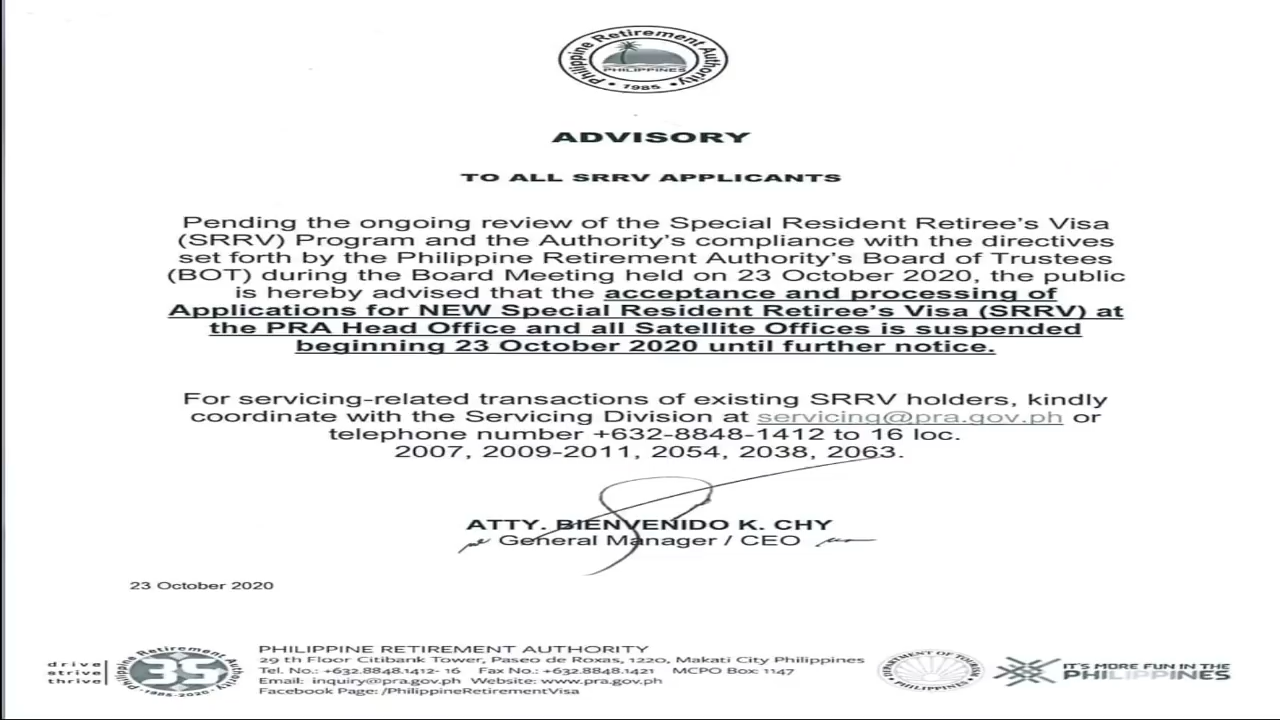 Philippine Retirement Authority
PHILIPPINES
• 1985 •
ADVISORY
TO ALL SRRV APPLICANTS
Pending the ongoing review of the Special Resident Retiree's Visa
(SRRV) Program and the Authority's compliance with the directives
set forth by the Philippine Retirement Authority's Board of Trustees
(BOT) during the Board Meeting held on 23 October 2020, the public
is hereby advised that the acceptance and processing of
Applications for NEW Special Resident Retiree's Visa (SRRV) at
the PRA Head Office and all Satellite Offices is suspended
beginning 23 October 2020 until further notice.
For servicing-related transactions of existing SRRV holders, kindly
coordinate with the Servicing Division at servicing@pra.gov.ph or
telephone number +632-8848-1412 to 16 loc.
2007, 2009-2011, 2054, 2038, 2063.
ATTY. BIENVENIDO K. CHY
General Manager / CEO
23 October 2020
drive
strive
thrive
Philippine Retirement Authority
35
• 1985-2020 •
PHILIPPINE RETIREMENT AUTHORITY
29 th Floor Citibank Tower, Paseo de Roxas, 1220, Makati City Philippines
Tel. No.: +632.8848.1412- 16 Fax No.: +632.8848.1421 MCPO Box: 1147
Email: inquiry@pra.gov.ph Website: www.pra.gov.ph
Facebook Page: /PhilippineRetirementVisa
DEPARTMENT OF TOURISM
PHILIPPINES
IT'S MORE FUN IN THE
PHILIPPINES